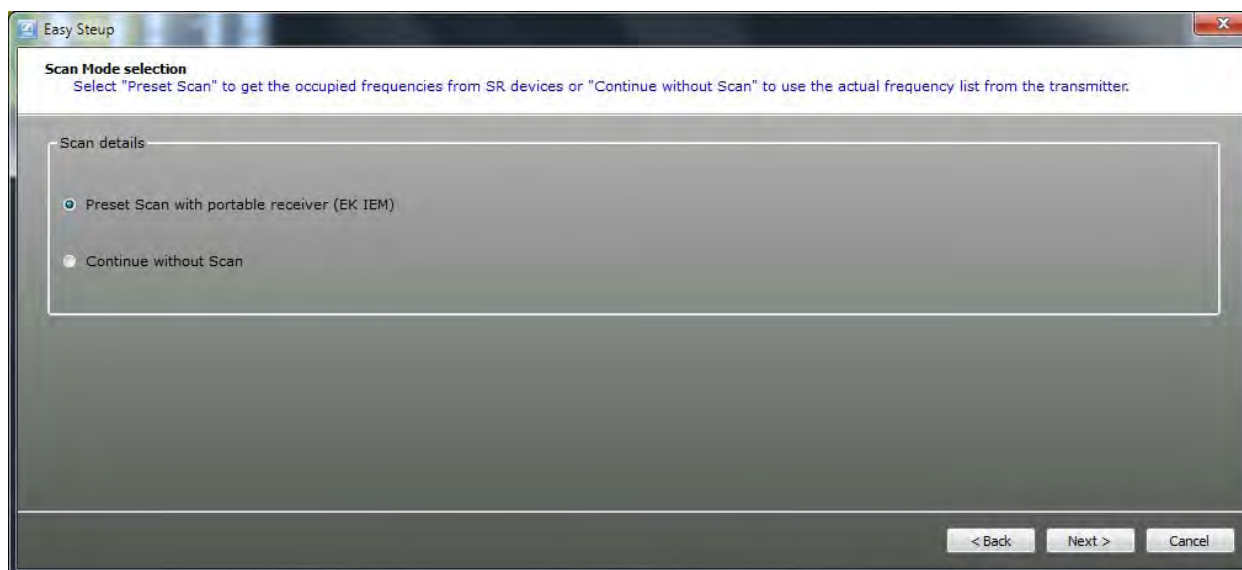 Easy Steup
Scan Mode selection
Select "Preset Scan" to get the occupied frequencies from SR devices or "Continue without Scan" to use the actual frequency list from the transmitter.
Scan details
Preset Scan with portable receiver (EK IEM)
Continue without Scan
< Back Next > Cancel